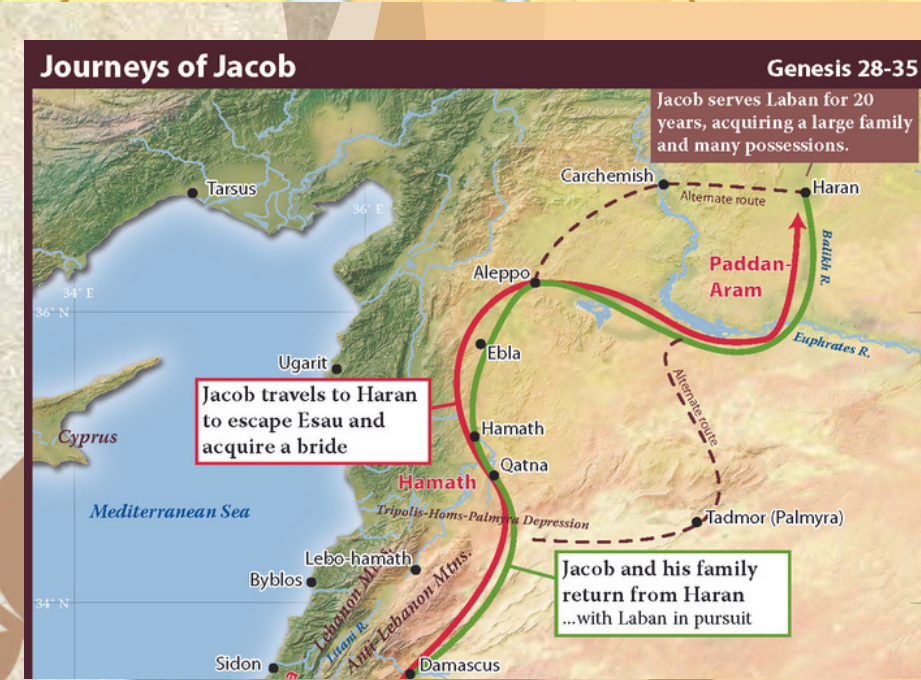 Journeys of Jacob
Genesis 28-35
Jacob serves Laban for 20
years, acquiring a large family
and many possessions.
Tarsus
Carchemish
Alternate route
Haran
36° E
Balikh R.
Paddan-
Aram
Aleppo
34° E
36° N
Euphrates R.
Ebla
Ugarit
Alternate route
Jacob travels to Haran
to escape Esau and
acquire a bride
Cyprus
Hamath
Qatna
Hamath
Mediterranean Sea
Tripolis-Homs-Palmyra Depression
Tadmor (Palmyra)
Lebo-hamath
Byblos
Jacob and his family
return from Haran
...with Laban in pursuit
34° N
Lebanon Mtns.
Litani R.
Anti-Lebanon Mtns.
Sidon
Damascus